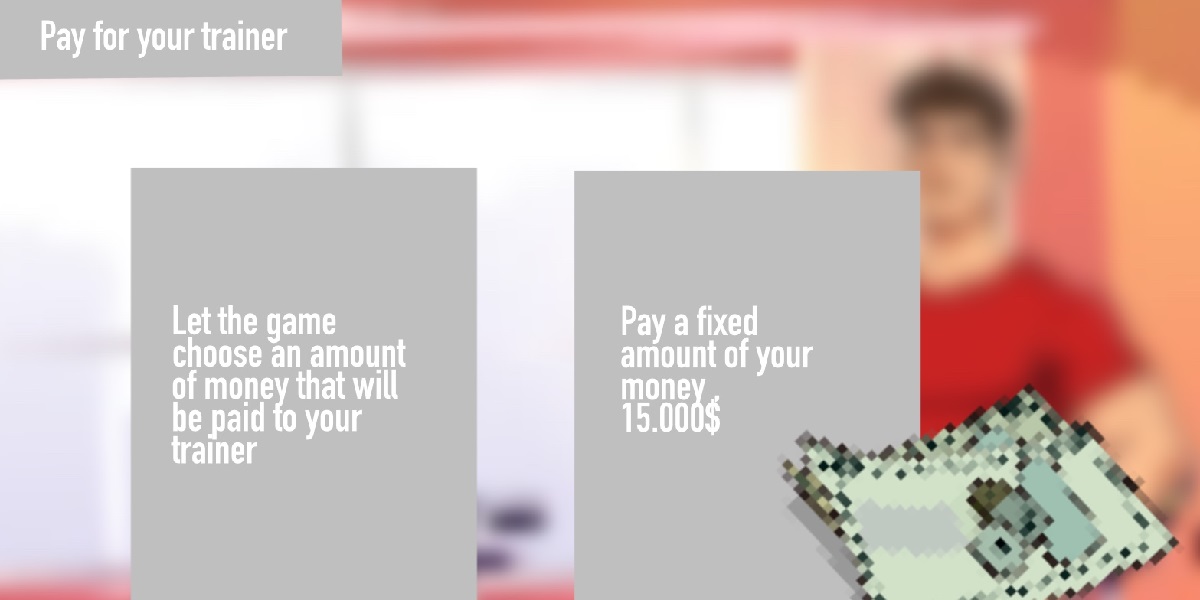 Pay for your trainer
Let the game
choose an amount
of money that will
be paid to your
trainer
Pay a fixed
amount of your
money .
15.000$